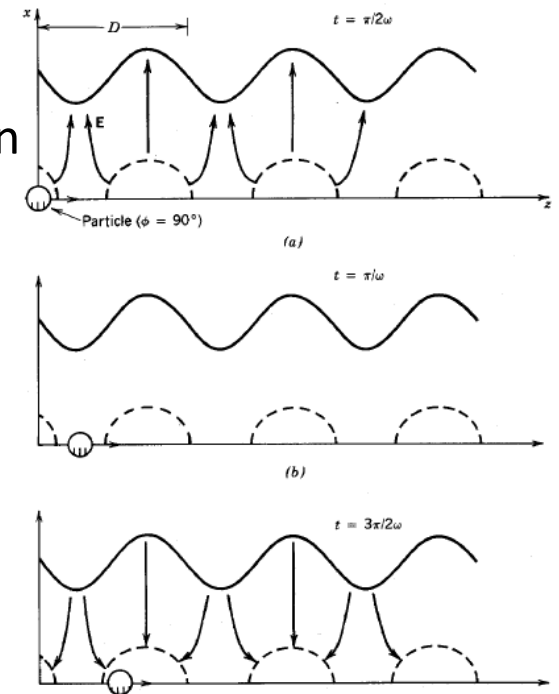 x
D
t = π/2ω
n
E
z
Particle (ϕ = 90°)
(a)
t = π/ω
(b)
t = 3π/2ω